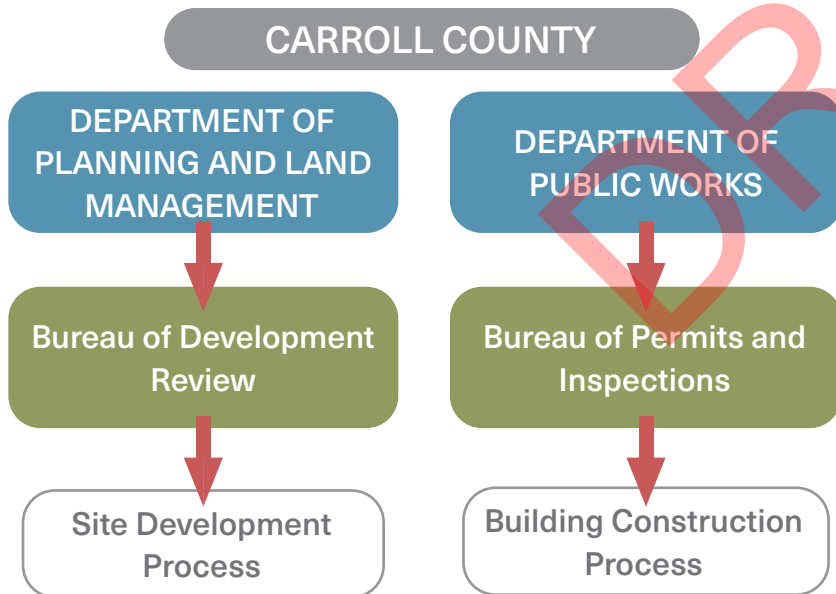 CARROLL COUNTY
DEPARTMENT OF
PLANNING AND LAND
MANAGEMENT
DEPARTMENT OF
PUBLIC WORKS
Bureau of Development
Review
Bureau of Permits and
Inspections
Site Development
Process
Building Construction
Process
DR